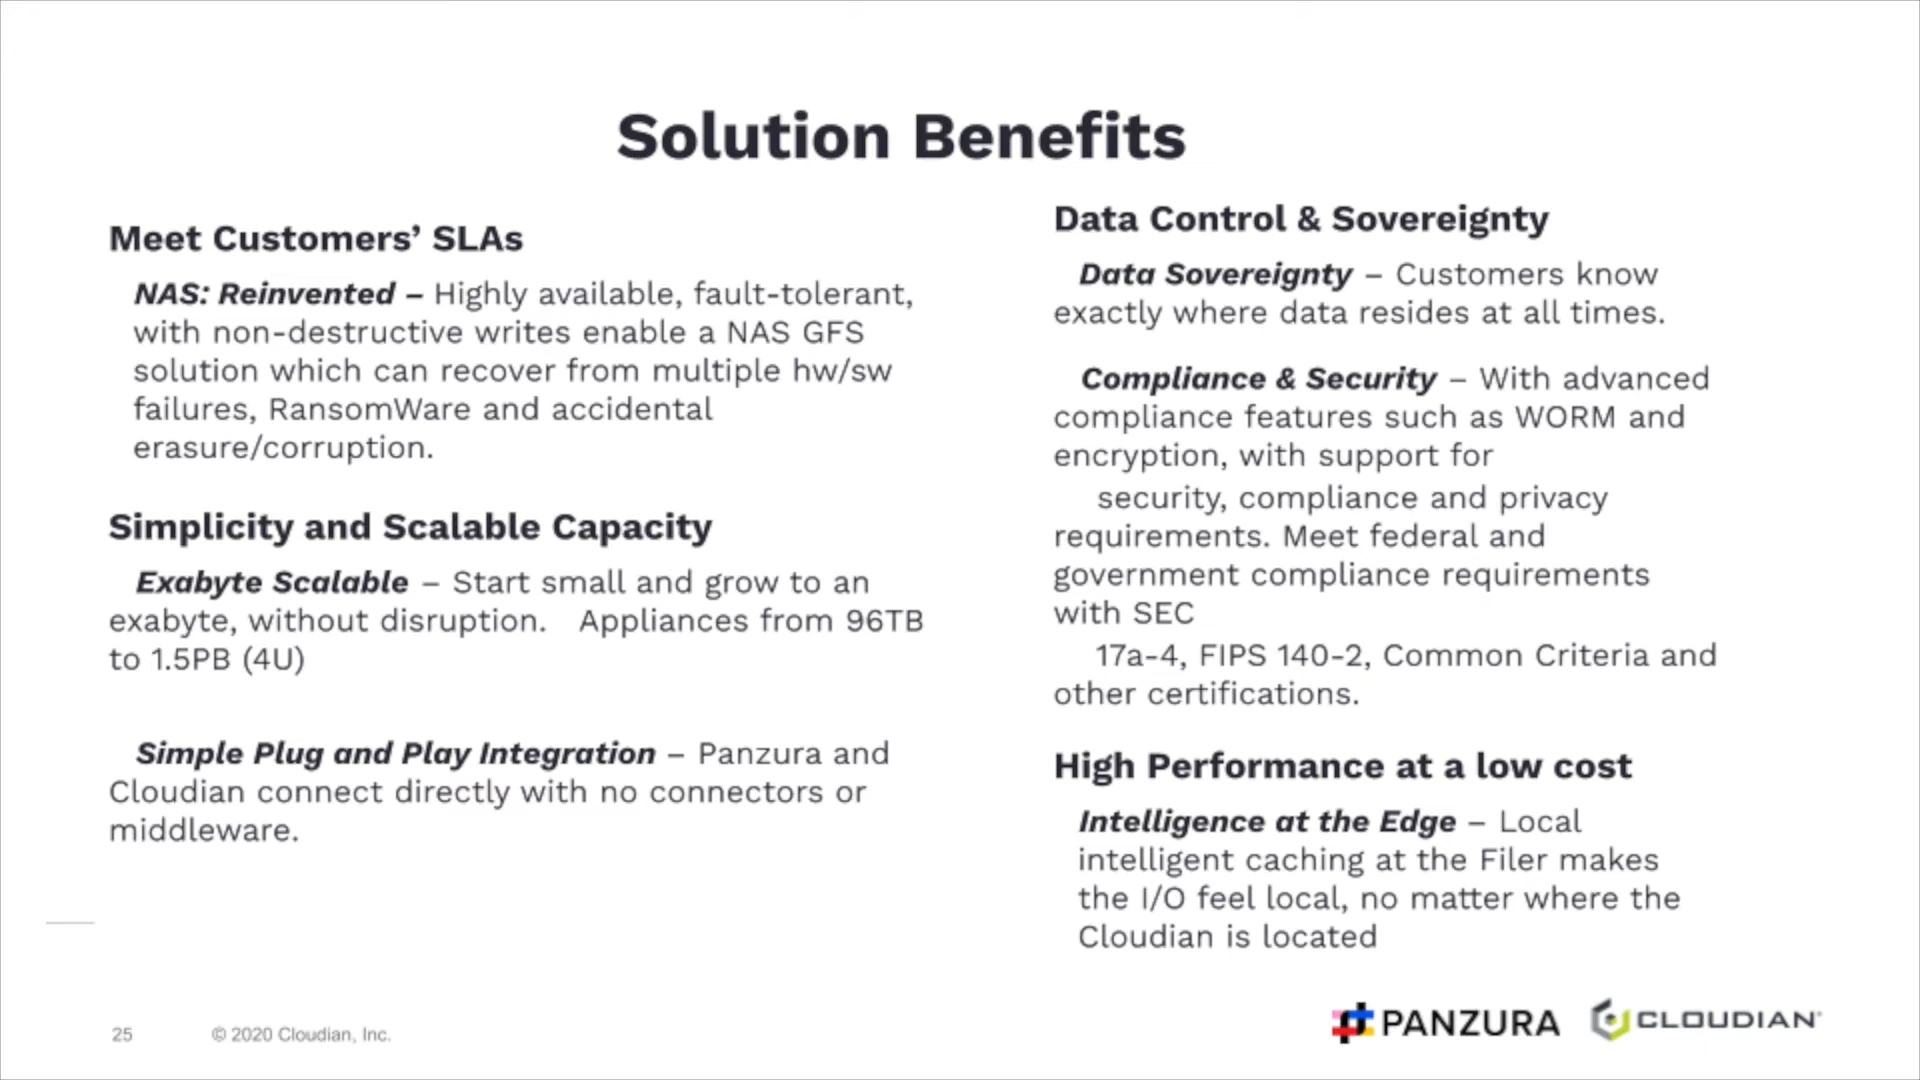 Solution Benefits
Meet Customers’ SLAs
NAS: Reinvented – Highly available, fault-tolerant,
with non-destructive writes enable a NAS GFS
solution which can recover from multiple hw/sw
failures, RansomWare and accidental
erasure/corruption.
Simplicity and Scalable Capacity
Exabyte Scalable – Start small and grow to an
exabyte, without disruption. Appliances from 96TB
to 1.5PB (4U)
Simple Plug and Play Integration – Panzura and
Cloudian connect directly with no connectors or
middleware.
Data Control & Sovereignty
Data Sovereignty – Customers know
exactly where data resides at all times.
Compliance & Security – With advanced
compliance features such as WORM and
encryption, with support for
security, compliance and privacy
requirements. Meet federal and
government compliance requirements
with SEC
17a-4, FIPS 140-2, Common Criteria and
other certifications.
High Performance at a low cost
Intelligence at the Edge – Local
intelligent caching at the Filer makes
the I/O feel local, no matter where the
Cloudian is located
25
© 2020 Cloudian, Inc.
PANZURA
CLOUDIAN